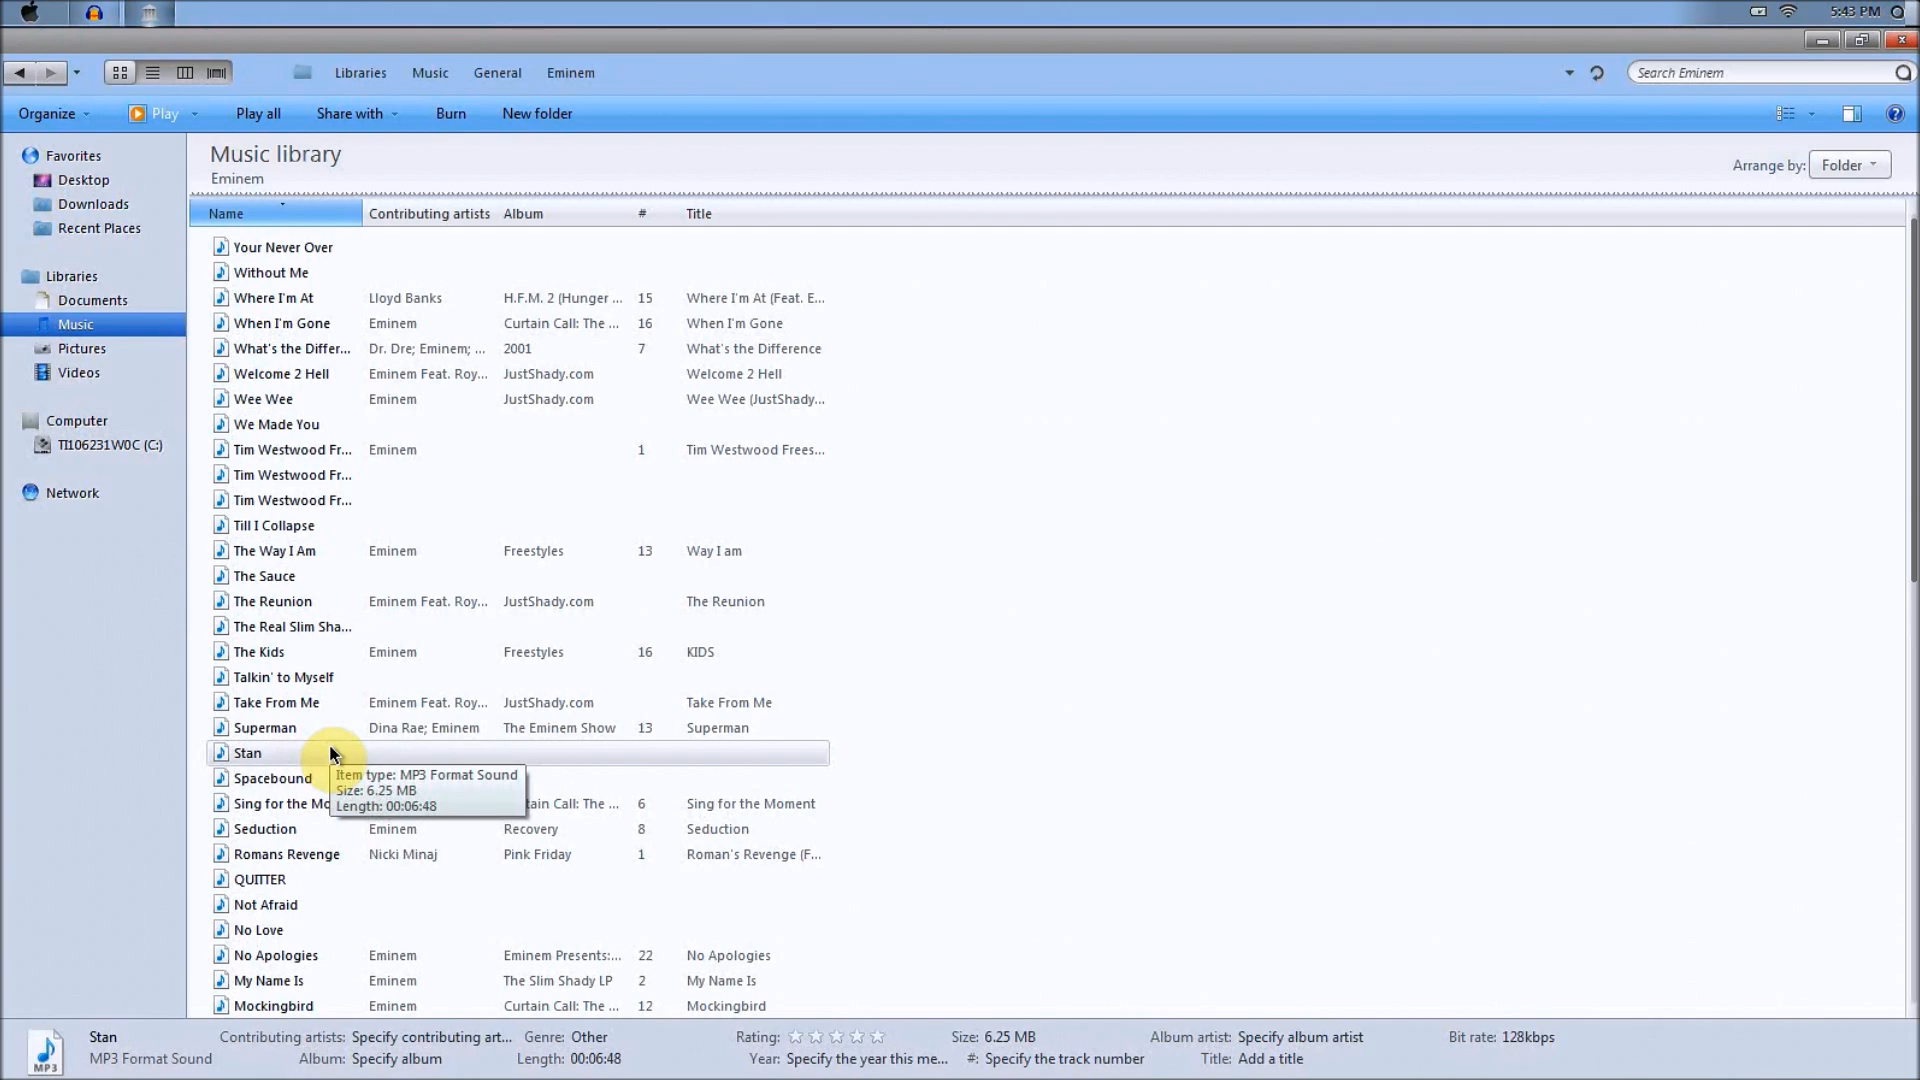 5:43 PM
Libraries Music General Eminem Search Eminem
Organize Play Play all Share with Burn New folder
Favorites
Desktop
Downloads
Recent Places
Libraries
Documents
Music
Pictures
Videos
Computer
TI106231W0C (C:)
Network
Music library
Eminem
Arrange by: Folder
Name Contributing artists Album # Title
Your Never Over
Without Me
Where I'm At Lloyd Banks H.F.M. 2 (Hunger ... 15 Where I'm At (Feat. E...
When I'm Gone Eminem Curtain Call: The ... 16 When I'm Gone
What's the Differ... Dr. Dre; Eminem; ... 2001 7 What's the Difference
Welcome 2 Hell Eminem Feat. Roy... JustShady.com Welcome 2 Hell
Wee Wee Eminem JustShady.com Wee Wee (JustShady...
We Made You
Tim Westwood Fr... Eminem 1 Tim Westwood Frees...
Tim Westwood Fr...
Tim Westwood Fr...
Till I Collapse
The Way I Am Eminem Freestyles 13 Way I am
The Sauce
The Reunion Eminem Feat. Roy... JustShady.com The Reunion
The Real Slim Sha...
The Kids Eminem Freestyles 16 KIDS
Talkin' to Myself
Take From Me Eminem Feat. Roy... JustShady.com Take From Me
Superman Dina Rae; Eminem The Eminem Show 13 Superman
Stan
Spacebound
Item type: MP3 Format Sound
Size: 6.25 MB
Length: 00:06:48
Sing for the Mo tain Call: The ... 6 Sing for the Moment
Seduction Eminem Recovery 8 Seduction
Romans Revenge Nicki Minaj Pink Friday 1 Roman's Revenge (F...
QUITTER
Not Afraid
No Love
No Apologies Eminem Eminem Presents:... 22 No Apologies
My Name Is Eminem The Slim Shady LP 2 My Name Is
Mockingbird Eminem Curtain Call: The ... 12 Mockingbird
Stan Contributing artists: Specify contributing art... Genre: Other Rating: Size: 6.25 MB Album artist: Specify album artist Bit rate: 128kbps
MP3 Format Sound Album: Specify album Length: 00:06:48 Year: Specify the year this me... #: Specify the track number Title: Add a title
MP3